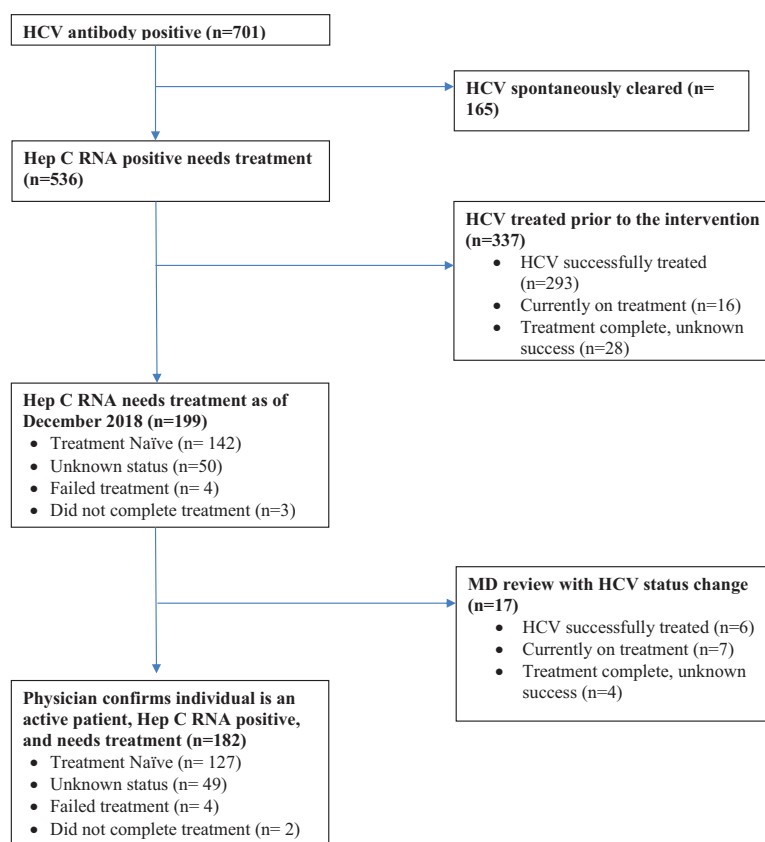 HCV antibody positive (n=701)
HCV spontaneously cleared (n=
165)
Hep C RNA positive needs treatment
(n=536)
HCV treated prior to the intervention
(n=337)
• HCV successfully treated
(n=293)
• Currently on treatment (n=16)
• Treatment complete, unknown
success (n=28)
Hep C RNA needs treatment as of
December 2018 (n=199)
• Treatment Naïve (n= 142)
• Unknown status (n=50)
• Failed treatment (n= 4)
• Did not complete treatment (n=3)
MD review with HCV status change
(n=17)
• HCV successfully treated (n=6)
• Currently on treatment (n=7)
• Treatment complete, unknown
success (n=4)
Physician confirms individual is an
active patient, Hep C RNA positive,
and needs treatment (n=182)
• Treatment Naïve (n= 127)
• Unknown status (n= 49)
• Failed treatment (n= 4)
• Did not complete treatment (n= 2)